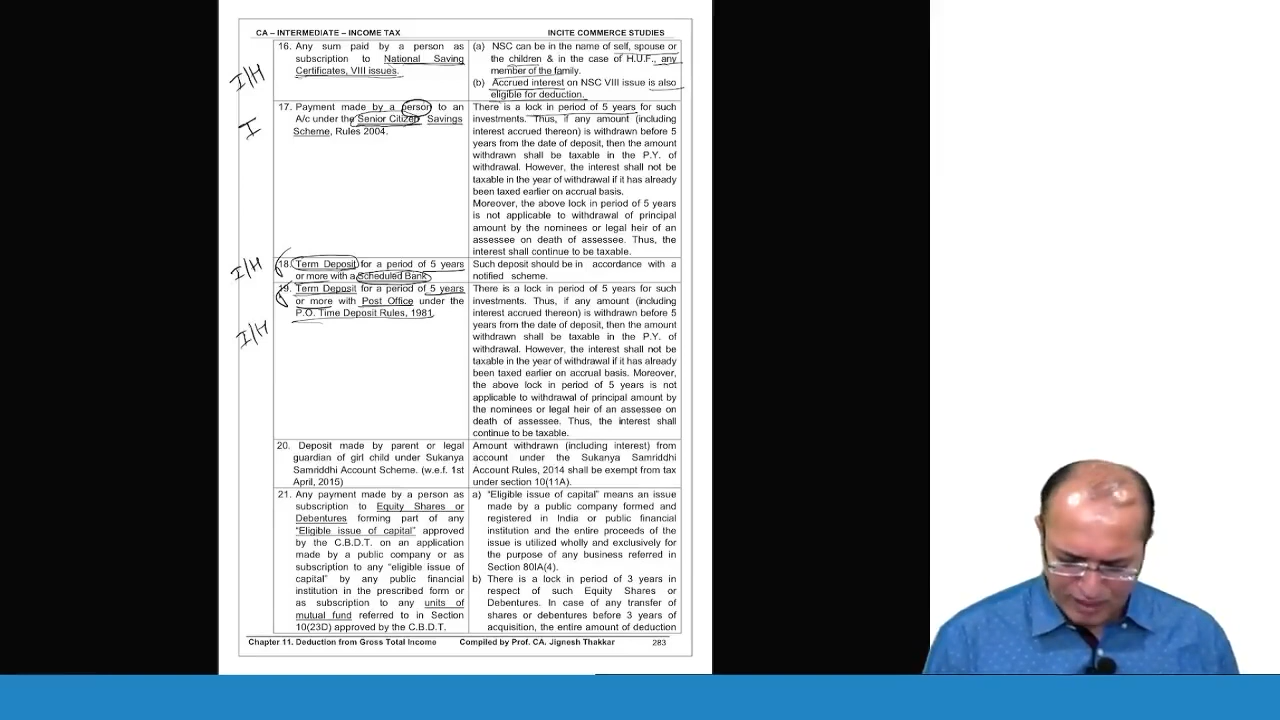 CA – INTERMEDIATE – INCOME TAX
INCITE COMMERCE STUDIES
16. Any sum paid by a person as
subscription to National Saving
Certificates, VIII issues.
I/H
(a) NSC can be in the name of self, spouse or
the children & in the case of H.U.F., any
member of the family.
(b) Accrued interest on NSC VIII issue is also
eligible for deduction.
17. Payment made by a person to an
A/c under the Senior Citizen Savings
Scheme, Rules 2004.
I
There is a lock in period of 5 years for such
investments. Thus, if any amount (including
interest accrued thereon) is withdrawn before 5
years from the date of deposit, then the amount
withdrawn shall be taxable in the P.Y. of
withdrawal. However, the interest shall not be
taxable in the year of withdrawal if it has already
been taxed earlier on accrual basis.
Moreover, the above lock in period of 5 years
is not applicable to withdrawal of principal
amount by the nominees or legal heir of an
assessee on death of assessee. Thus, the
interest shall continue to be taxable.
18. Term Deposit for a period of 5 years
or more with a Scheduled Bank
I/H
Such deposit should be in accordance with a
notified scheme.
19. Term Deposit for a period of 5 years
or more with Post Office under the
P.O. Time Deposit Rules, 1981.
I/H
There is a lock in period of 5 years for such
investments. Thus, if any amount (including
interest accrued thereon) is withdrawn before 5
years from the date of deposit, then the amount
withdrawn shall be taxable in the P.Y. of
withdrawal. However, the interest shall not be
taxable in the year of withdrawal if it has already
been taxed earlier on accrual basis. Moreover,
the above lock in period of 5 years is not
applicable to withdrawal of principal amount by
the nominees or legal heir of an assessee on
death of assessee. Thus, the interest shall
continue to be taxable.
20. Deposit made by parent or legal
guardian of girl child under Sukanya
Samriddhi Account Scheme. (w.e.f. 1st
April, 2015)
Amount withdrawn (including interest) from
account under the Sukanya Samriddhi
Account Rules, 2014 shall be exempt from tax
under section 10(11A).
21. Any payment made by a person as
subscription to Equity Shares or
Debentures forming part of any
“Eligible issue of capital” approved
by the C.B.D.T. on an application
made by a public company or as
subscription to any “eligible issue of
capital” by any public financial
institution in the prescribed form or
as subscription to any units of
mutual fund referred to in Section
10(23D) approved by the C.B.D.T.
a) “Eligible issue of capital” means an issue
made by a public company formed and
registered in India or public financial
institution and the entire proceeds of the
issue is utilized wholly and exclusively for
the purpose of any business referred in
Section 80IA(4).
b) There is a lock in period of 3 years in
respect of such Equity Shares or
Debentures. In case of any transfer of
shares or debentures before 3 years of
acquisition, the entire amount of deduction
Chapter 11. Deduction from Gross Total Income
Compiled by Prof. CA. Jignesh Thakkar
283